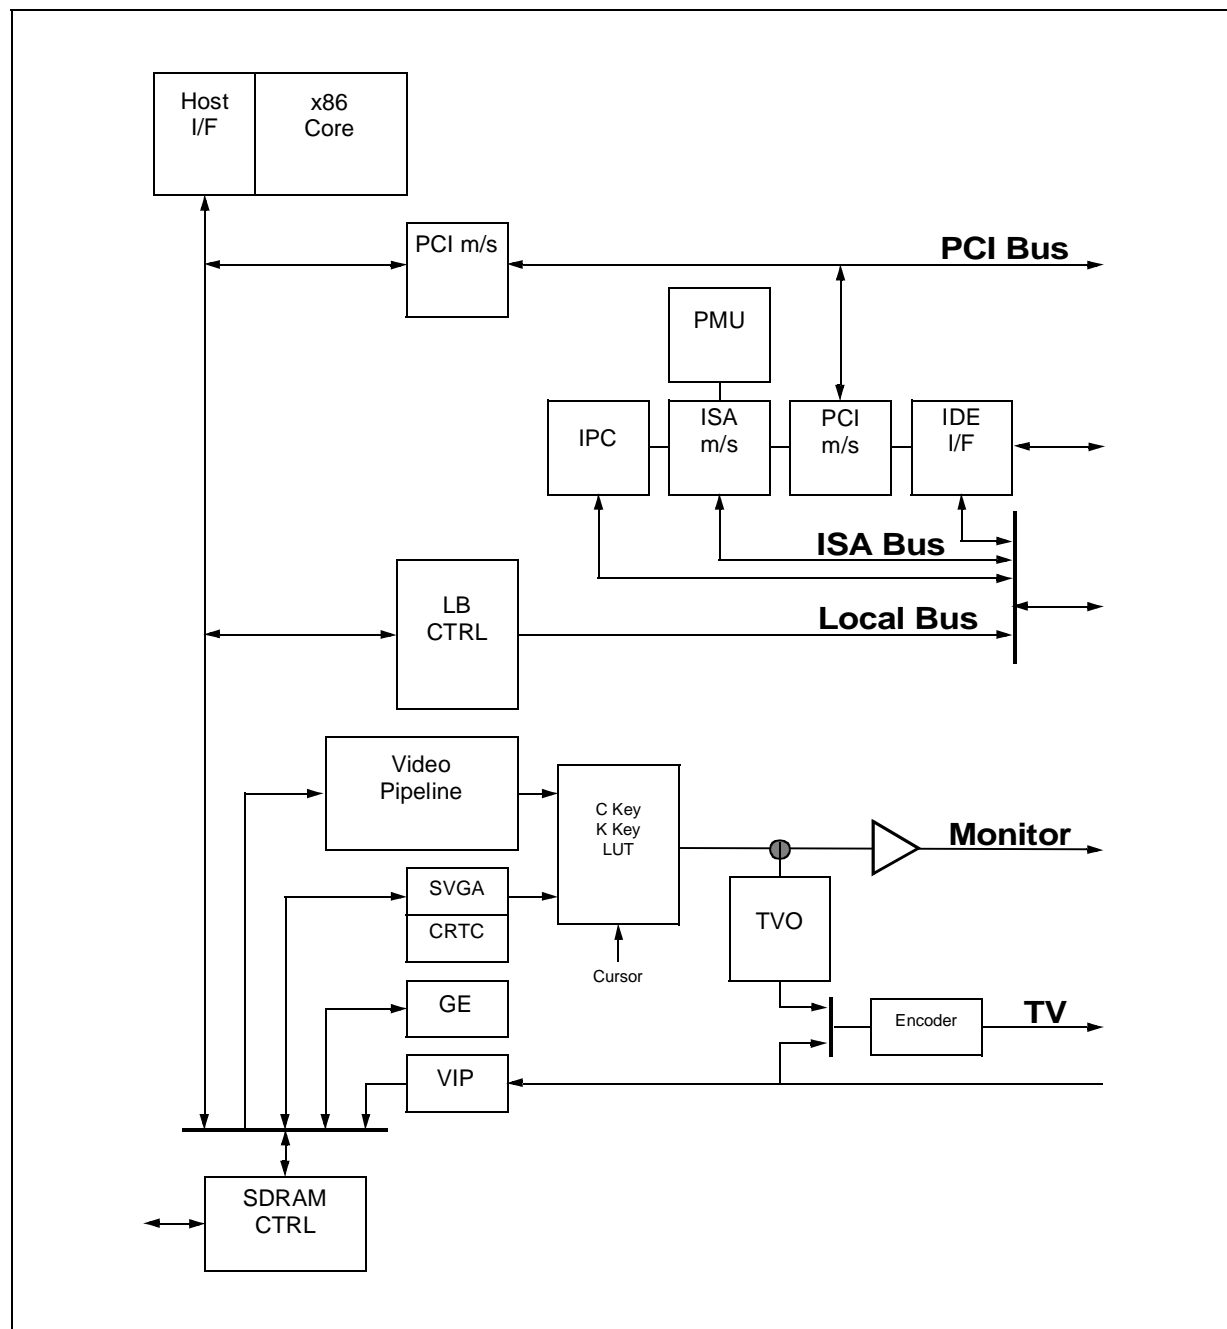 Host
I/F
x86
Core
PCI m/s
PCI Bus
PMU
IPC
ISA
m/s
PCI
m/s
IDE
I/F
ISA Bus
LB
CTRL
Local Bus
Video
Pipeline
C Key
K Key
LUT
Monitor
SVGA
CRTC
TVO
Cursor
GE
Encoder
TV
VIP
SDRAM
CTRL